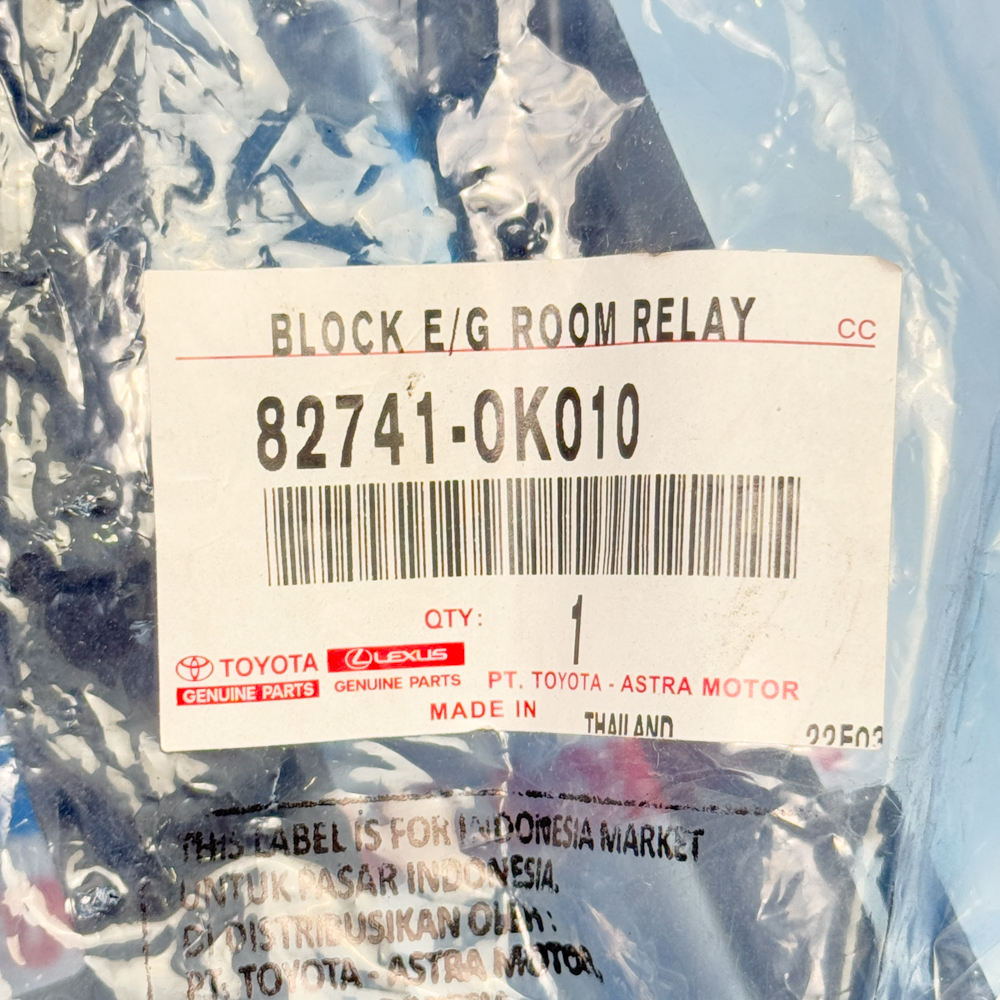 BLOCK E/G ROOM RELAY
CC
82741-0K010
QTY: 1
TOYOTA
GENUINE PARTS
LEXUS
GENUINE PARTS
PT. TOYOTA - ASTRA MOTOR
MADE IN THAILAND
22F03
THIS LABEL IS FOR INDONESIA MARKET
UNTUK PASAR INDONESIA,
DI DISTRIBUSIKAN OLEH :
PT. TOYOTA - ASTRA MOTOR,